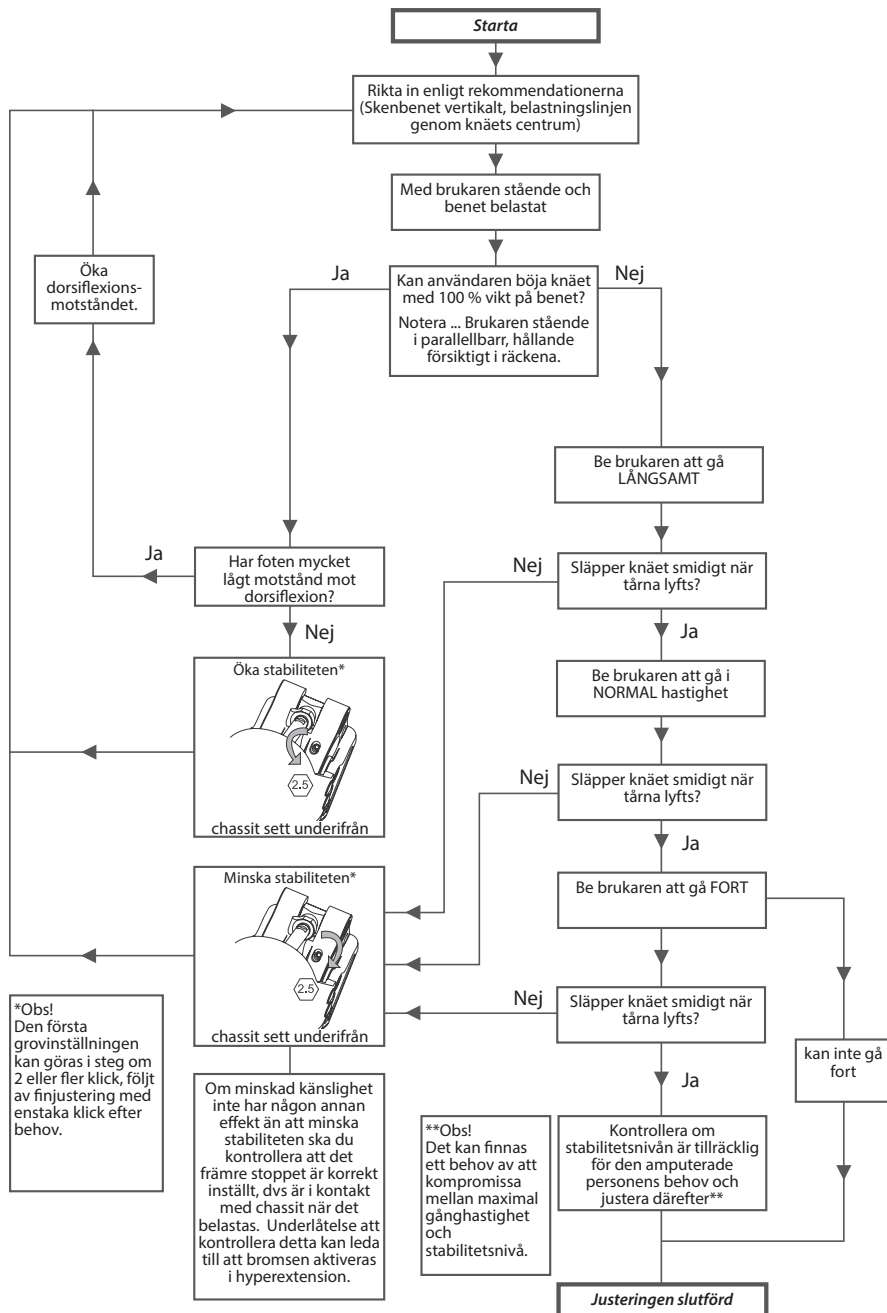 Starta
Rikta in enligt rekommendationerna
(Skenbenet vertikalt, belastningslinjen
genom knäets centrum)
Med brukaren stående och
benet belastat
Öka
dorsiflexions-
motståndet.
Ja
Kan användaren böja knäet
med 100 % vikt på benet?
Notera ... Brukaren stående
i parallellbarr, hållande
försiktigt i räckena.
Nej
Be brukaren att gå
LÅNGSAMT
Ja
Har foten mycket
lågt motstånd mot
dorsiflexion?
Nej
Nej
Släpper knäet smidigt när
tårna lyfts?
Ja
Öka stabiliteten*
2.5
chassit sett underifrån
Be brukaren att gå i
NORMAL hastighet
Nej
Släpper knäet smidigt när
tårna lyfts?
Ja
Minska stabiliteten*
2.5
chassit sett underifrån
Be brukaren att gå FORT
Nej
Släpper knäet smidigt när
tårna lyfts?
Ja
kan inte gå
fort
*Obs!
Den första
grovinställningen
kan göras i steg om
2 eller fler klick, följt
av finjustering med
enstaka klick efter
behov.
Om minskad känslighet
inte har någon annan
effekt än att minska
stabiliteten ska du
kontrollera att det
främre stoppet är korrekt
inställt, dvs är i kontakt
med chassit när det
belastas. Underlåtelse att
kontrollera detta kan leda
till att bromsen aktiveras
i hyperextension.
**Obs!
Det kan finnas
ett behov av att
kompromissa
mellan maximal
gånghastighet
och
stabilitetsnivå.
Kontrollera om
stabilitetsnivån är tillräcklig
för den amputerade
personens behov och
justera därefter**
Justeringen slutförd